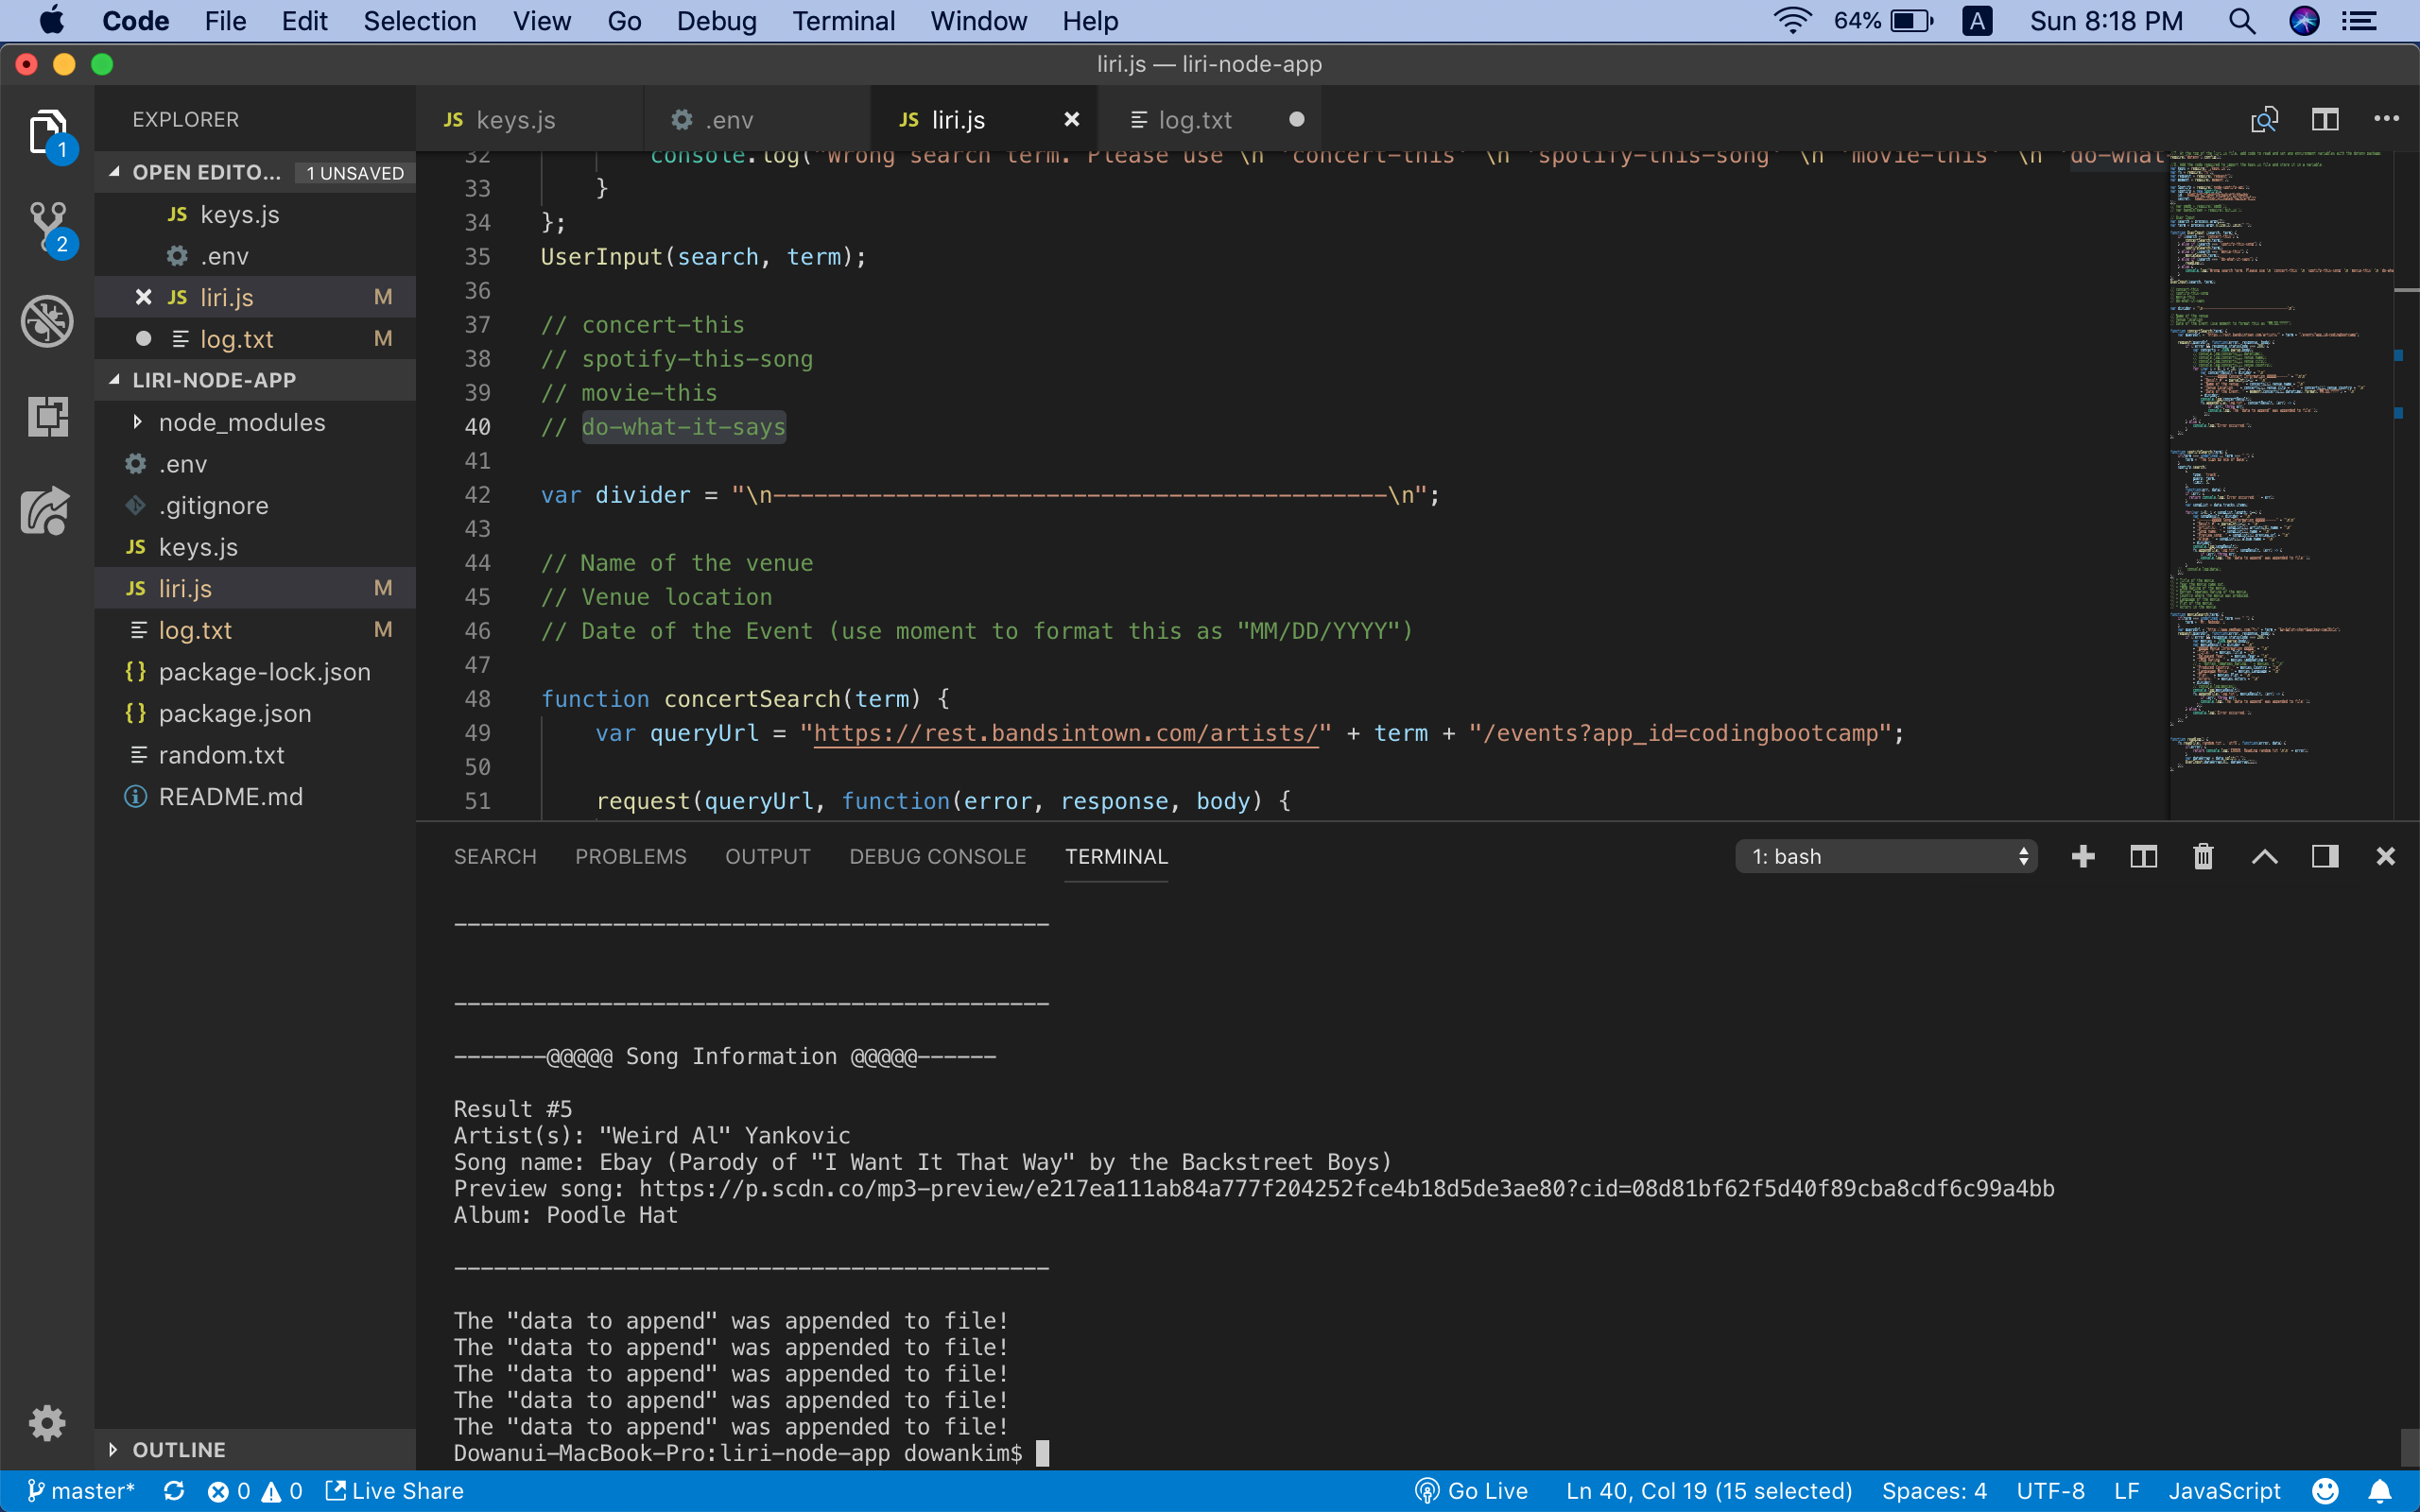 Code File Edit Selection View Go Debug Terminal Window Help 64% A Sun 8:18 PM
liri.js — liri-node-app
EXPLORER
JS keys.js .env JS liri.js log.txt
OPEN EDITO... 1 UNSAVED
JS keys.js
.env
JS liri.js M
log.txt M
LIRI-NODE-APP
node_modules
.env
.gitignore
JS keys.js
JS liri.js M
log.txt M
{} package-lock.json
{} package.json
random.txt
README.md
OUTLINE
1
2
32 console.log("Wrong search term. Please use \n 'concert-this' \n 'spotify-this-song' \n 'movie-this' \n 'do-what
33 }
34 };
35 UserInput(search, term);
36
37 // concert-this
38 // spotify-this-song
39 // movie-this
40 // do-what-it-says
41
42 var divider = "\n---------------------------------------------\n";
43
44 // Name of the venue
45 // Venue location
46 // Date of the Event (use moment to format this as "MM/DD/YYYY")
47
48 function concertSearch(term) {
49 var queryUrl = "https://rest.bandsintown.com/artists/" + term + "/events?app_id=codingbootcamp";
50
51 request(queryUrl, function(error, response, body) {
SEARCH PROBLEMS OUTPUT DEBUG CONSOLE TERMINAL 1: bash
---------------------------------------------
---------------------------------------------
-------@@@@@ Song Information @@@@@------
Result #5
Artist(s): "Weird Al" Yankovic
Song name: Ebay (Parody of "I Want It That Way" by the Backstreet Boys)
Preview song: https://p.scdn.co/mp3-preview/e217ea111ab84a777f204252fce4b18d5de3ae80?cid=08d81bf62f5d40f89cba8cdf6c99a4bb
Album: Poodle Hat
---------------------------------------------
The "data to append" was appended to file!
The "data to append" was appended to file!
The "data to append" was appended to file!
The "data to append" was appended to file!
The "data to append" was appended to file!
Dowanui-MacBook-Pro:liri-node-app dowankim$
master* 0 0 Live Share Go Live Ln 40, Col 19 (15 selected) Spaces: 4 UTF-8 LF JavaScript